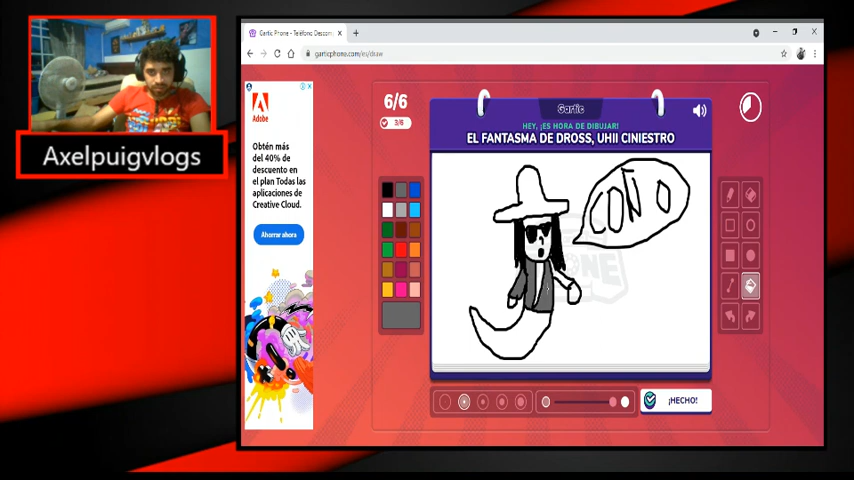 Gartic Phone - Teléfono Descom
garticphone.com/es/draw
Axelpuigvlogs
Adobe
Obtén más
del 40% de
descuento en
el plan Todas las
aplicaciones de
Creative Cloud.
Ahorrar ahora
6/6
3/6
Gartic
HEY, ¡ES HORA DE DIBUJAR!
EL FANTASMA DE DROSS, UHII CINIESTRO
COÑO
¡HECHO!